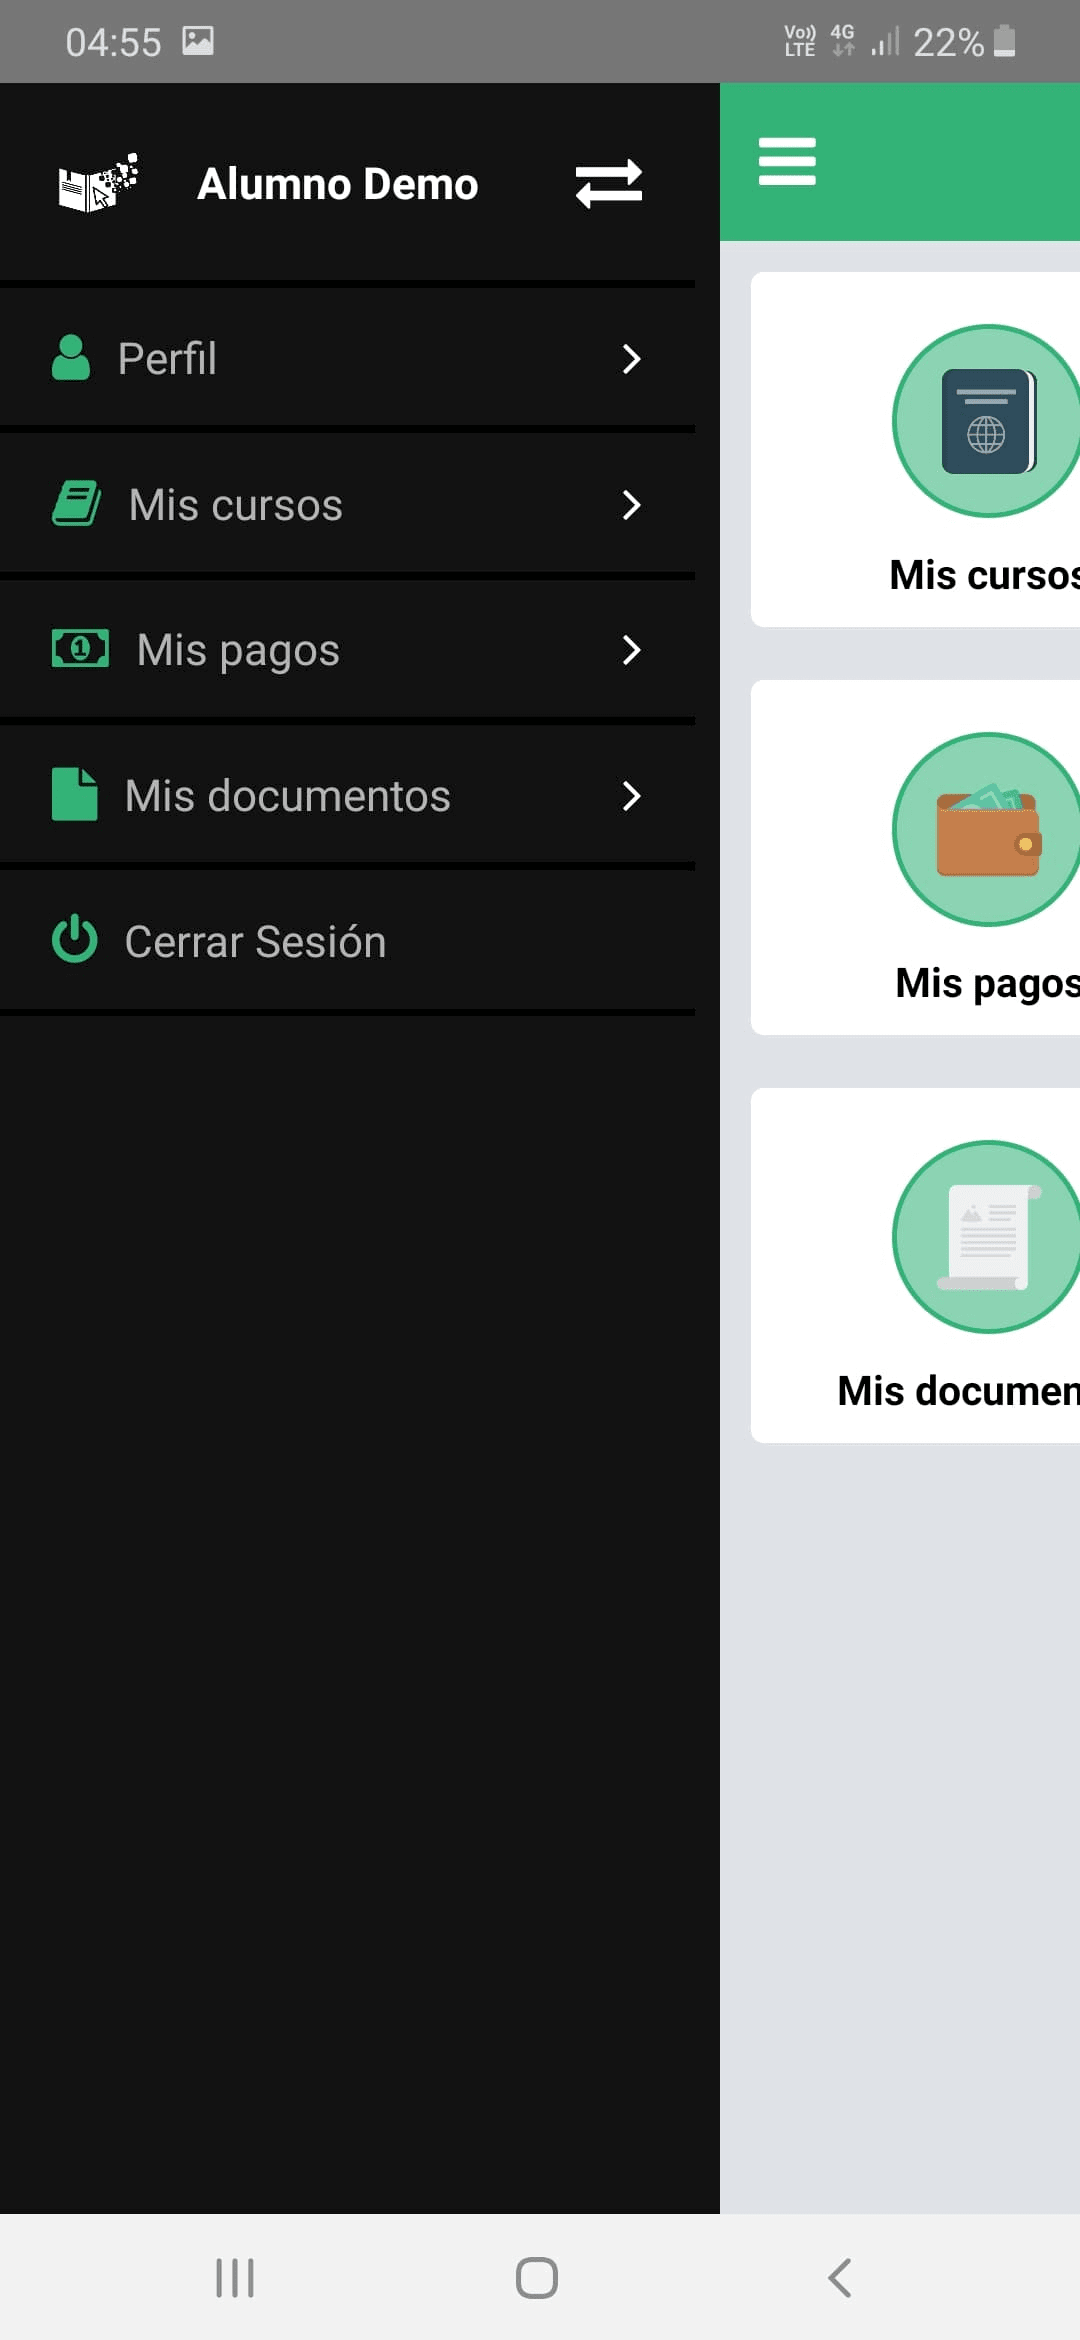 04:55
Vo)) LTE 4G 22%
Alumno Demo
Perfil
Mis cursos
Mis pagos
1
Mis documentos
Cerrar Sesión
Mis cursos
Mis pagos
Mis documen